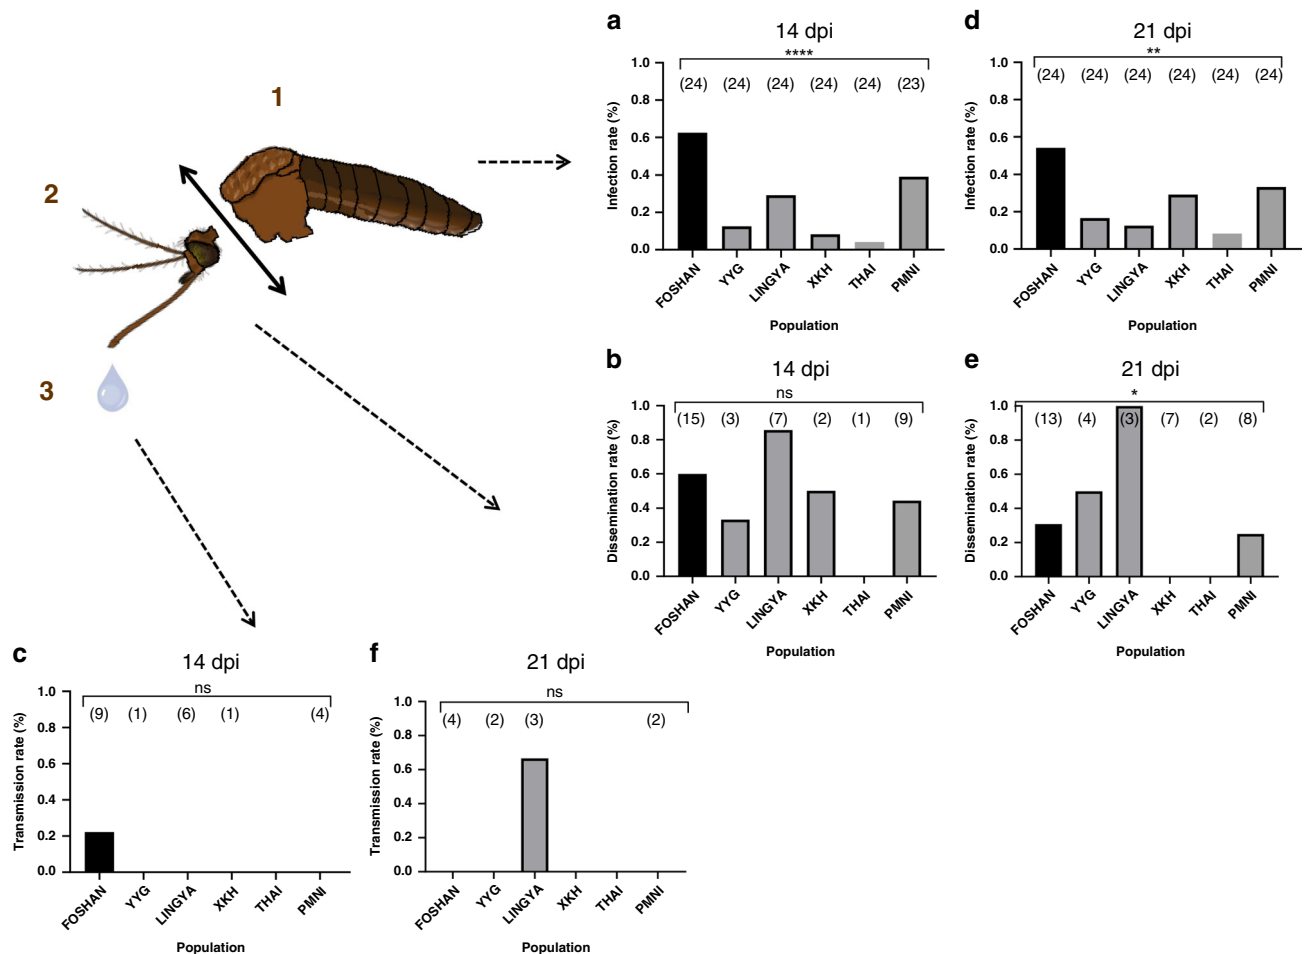 1
2
3
a
14 dpi
****
(24) (24) (24) (24) (24) (23)
Infection rate (%)
1.0
0.8
0.6
0.4
0.2
0.0
FOSHAN YYG LINGYA XKH THAI PMNI
Population
d
21 dpi
**
(24) (24) (24) (24) (24) (24)
Infection rate (%)
1.0
0.8
0.6
0.4
0.2
0.0
FOSHAN YYG LINGYA XKH THAI PMNI
Population
b
14 dpi
ns
(15) (3) (7) (2) (1) (9)
Dissemination rate (%)
1.0
0.8
0.6
0.4
0.2
0.0
FOSHAN YYG LINGYA XKH THAI PMNI
Population
e
21 dpi
*
(13) (4) (3) (7) (2) (8)
Dissemination rate (%)
1.0
0.8
0.6
0.4
0.2
0.0
FOSHAN YYG LINGYA XKH THAI PMNI
Population
c
14 dpi
ns
(9) (1) (6) (1) (4)
Transmission rate (%)
1.0
0.8
0.6
0.4
0.2
0.0
FOSHAN YYG LINGYA XKH THAI PMNI
Population
f
21 dpi
ns
(4) (2) (3) (2)
Transmission rate (%)
1.0
0.8
0.6
0.4
0.2
0.0
FOSHAN YYG LINGYA XKH THAI PMNI
Population